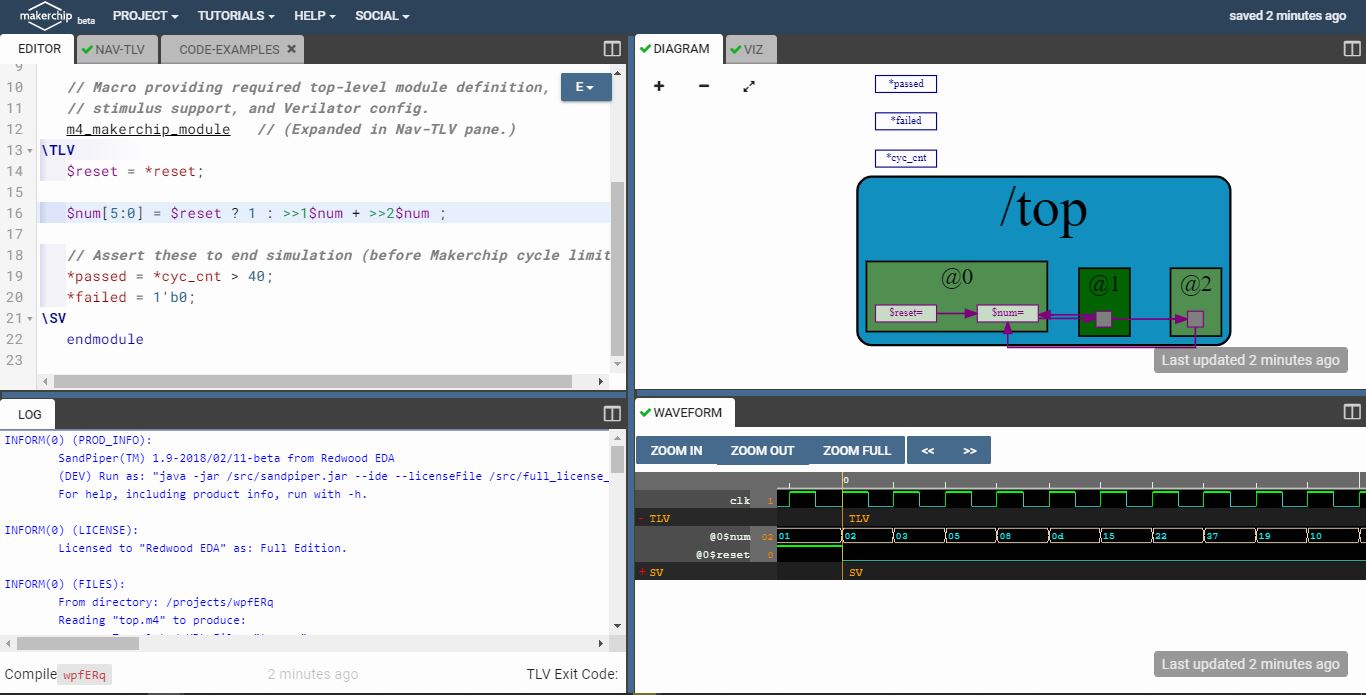 makerchip beta PROJECT TUTORIALS HELP SOCIAL saved 2 minutes ago
EDITOR NAV-TLV CODE-EXAMPLES
E
9
10 // Macro providing required top-level module definition,
11 // stimulus support, and Verilator config.
12 m4_makerchip_module // (Expanded in Nav-TLV pane.)
13 \TLV
14 $reset = *reset;
15
16 $num[5:0] = $reset ? 1 : >>1$num + >>2$num ;
17
18 // Assert these to end simulation (before Makerchip cycle limit
19 *passed = *cyc_cnt > 40;
20 *failed = 1'b0;
21 \SV
22 endmodule
23
LOG
INFORM(0) (PROD_INFO):
SandPiper(TM) 1.9-2018/02/11-beta from Redwood EDA
(DEV) Run as: "java -jar /src/sandpiper.jar --ide --licenseFile /src/full_license_
For help, including product info, run with -h.
INFORM(0) (LICENSE):
Licensed to "Redwood EDA" as: Full Edition.
INFORM(0) (FILES):
From directory: /projects/wpfERq
Reading "top.m4" to produce:
Compile wpfERq 2 minutes ago TLV Exit Code:
DIAGRAM VIZ
+ −
*passed
*failed
*cyc_cnt
/top
@0 @1 @2
$reset= $num=
Last updated 2 minutes ago
WAVEFORM
ZOOM IN ZOOM OUT ZOOM FULL << >>
0
clk 1
- TLV TLV
@0$num 02 01 02 03 05 08 0d 15 22 37 19 10
@0$reset 0
+ SV SV
Last updated 2 minutes ago